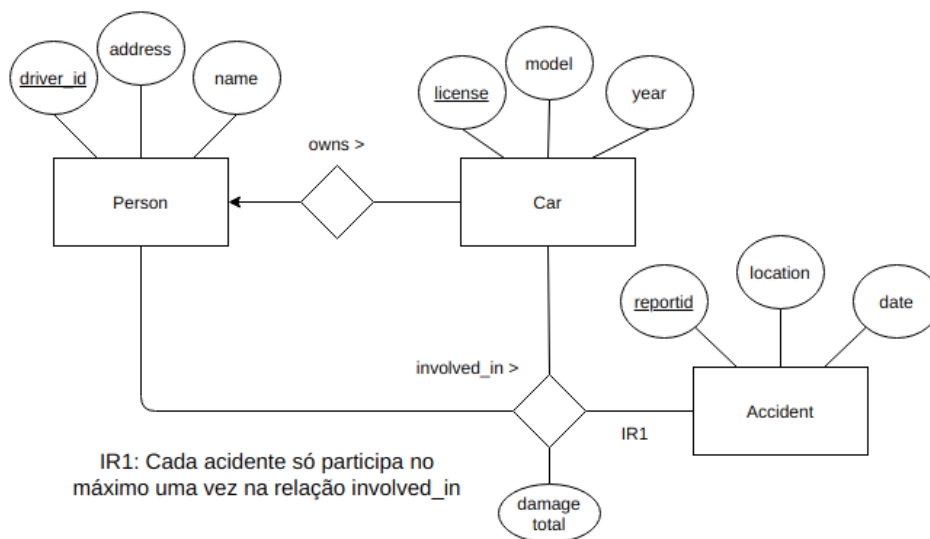 address
driver_id
name
model
license
year
owns >
Person
Car
location
reportid
date
involved_in >
Accident
IR1
IR1: Cada acidente só participa no
máximo uma vez na relação involved_in
damage
total